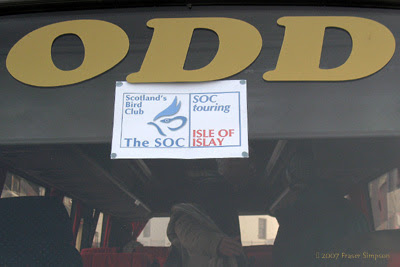 ODD
Scotland's
Bird
Club
The SOC
SOC
touring
ISLE OF
ISLAY
©2007 Fraser Simpson